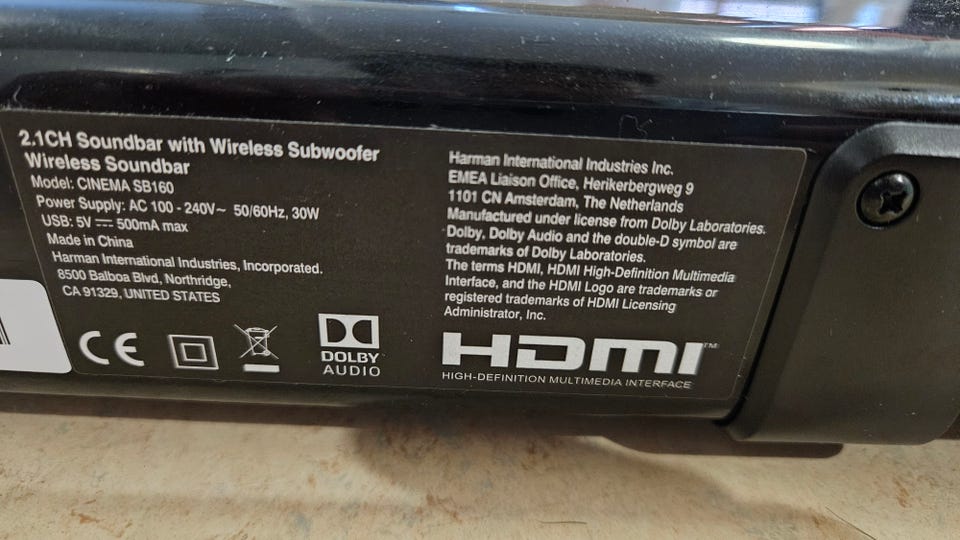 2.1CH Soundbar with Wireless Subwoofer
Wireless Soundbar
Model: CINEMA SB160
Power Supply: AC 100 - 240V~ 50/60Hz, 30W
USB: 5V⎓500mA max
Made in China
Harman International Industries, Incorporated.
8500 Balboa Blvd, Northridge,
CA 91329, UNITED STATES
CE
DOLBY
AUDIO
Harman International Industries Inc.
EMEA Liaison Office, Herikerbergweg 9
1101 CN Amsterdam, The Netherlands
Manufactured under license from Dolby Laboratories.
Dolby, Dolby Audio and the double-D symbol are
trademarks of Dolby Laboratories.
The terms HDMI, HDMI High-Definition Multimedia
Interface, and the HDMI Logo are trademarks or
registered trademarks of HDMI Licensing
Administrator, Inc.
HDMI™
HIGH-DEFINITION MULTIMEDIA INTERFACE